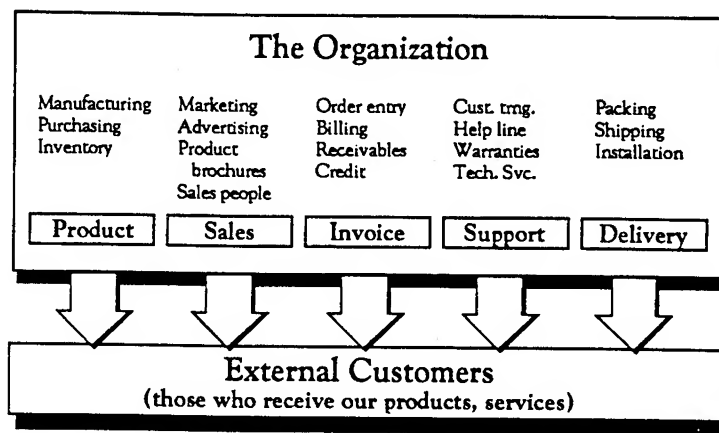 The Organization
Manufacturing
Purchasing
Inventory
Marketing
Advertising
Product
brochures
Sales people
Order entry
Billing
Receivables
Credit
Cust. trng.
Help line
Warranties
Tech. Svc.
Packing
Shipping
Installation
Product
Sales
Invoice
Support
Delivery
External Customers
(those who receive our products, services)